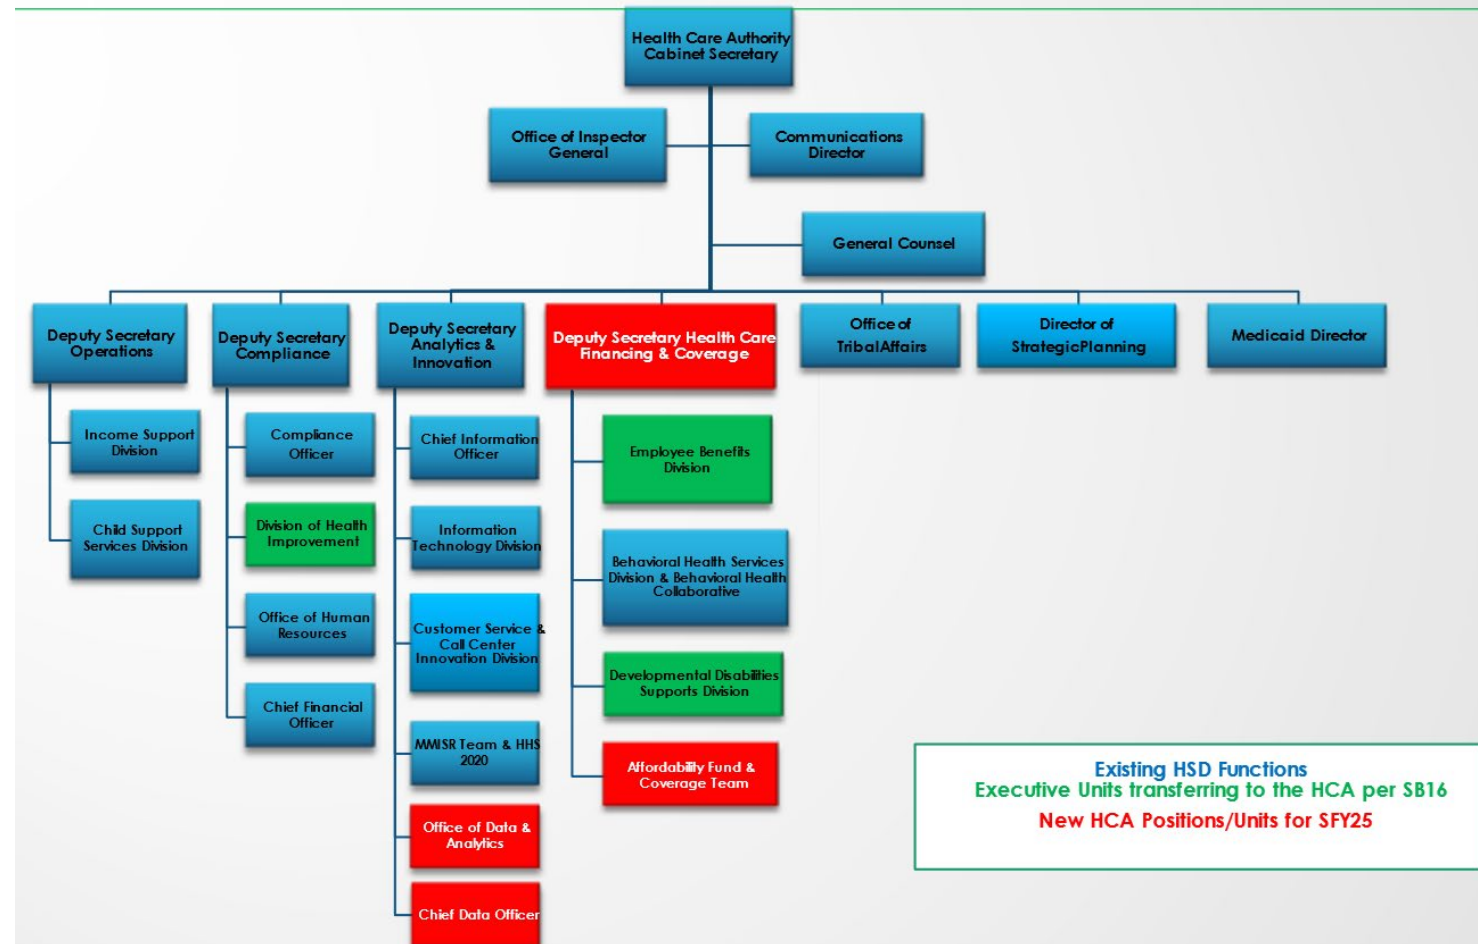 Health Care Authority
Cabinet Secretary
Office of Inspector
General
Communications
Director
General Counsel
Deputy Secretary
Operations
Deputy Secretary
Compliance
Deputy Secretary
Analytics &
Innovation
Deputy Secretary Health Care
Financing & Coverage
Office of
TribalAffairs
Director of
StrategicPlanning
Medicaid Director
Income Support
Division
Child Support
Services Division
Compliance
Officer
Division of Health
Improvement
Office of Human
Resources
Chief Financial
Officer
Chief Information
Officer
Information
Technology Division
Customer Service &
Call Center
Innovation Division
MMISR Team & HHS
2020
Office of Data &
Analytics
Chief Data Officer
Employee Benefits
Division
Behavioral Health Services
Division & Behavioral Health
Collaborative
Developmental Disabilities
Supports Division
Affordability Fund &
Coverage Team
Existing HSD Functions
Executive Units transferring to the HCA per SB16
New HCA Positions/Units for SFY25